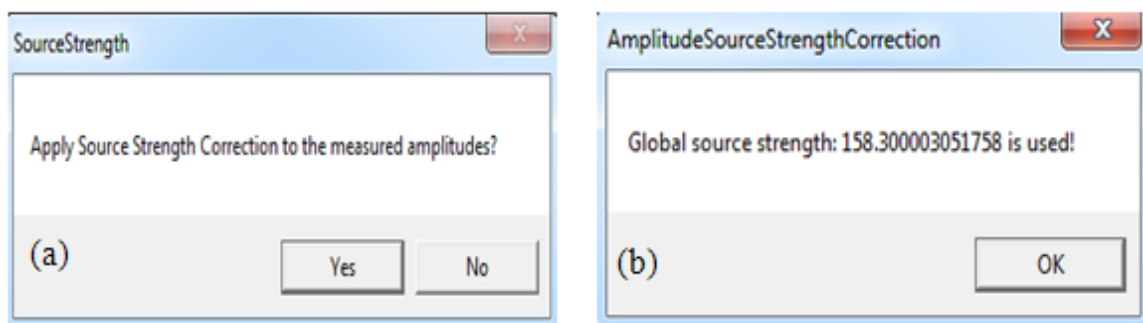 SourceStrength
X
Apply Source Strength Correction to the measured amplitudes?
(a)
Yes
No
AmplitudeSourceStrengthCorrection
X
Global source strength: 158.300003051758 is used!
(b)
OK